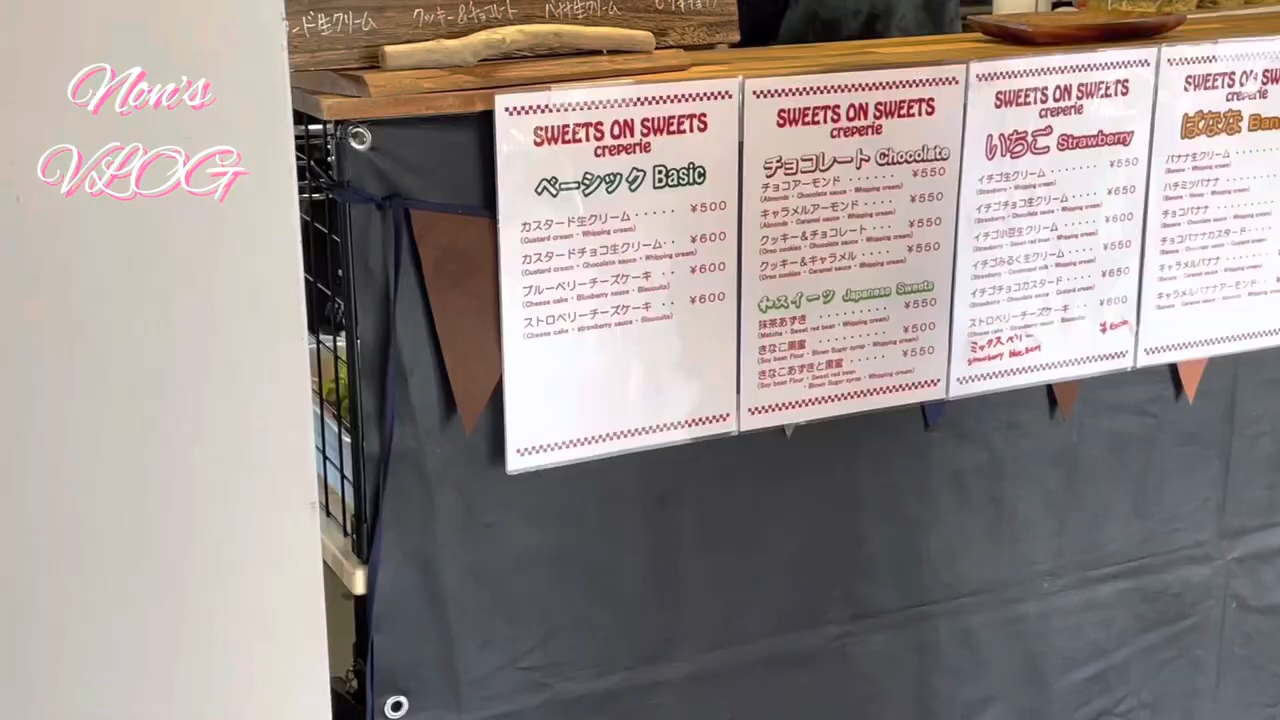 Non's
VLOG
ード生クリーム クッキー&チョコレート バナナ生クリーム
SWEETS ON SWEETS
creperie
ベーシック Basic
カスタード生クリーム ····· ¥500
(Custard cream・Whipping cream)
カスタードチョコ生クリーム·· ¥600
(Custard cream・Chocolate sauce・Whipping cream)
ブルーベリーチーズケーキ ··· ¥600
(Cheese cake・Blueberry sauce・Biscuits)
ストロベリーチーズケーキ ··· ¥600
(Cheese cake・strawberry sauce・Biscuits)
SWEETS ON SWEETS
creperie
チョコレート Chocolate
チョコアーモンド ······ ¥550
(Almonds・Chocolate sauce・Whipping cream)
キャラメルアーモンド ··· ¥550
(Almonds・Caramel sauce・Whipping cream)
クッキー&チョコレート ··· ¥550
(Oreo cookies・Chocolate sauce・Whipping cream)
クッキー&キャラメル ···· ¥550
(Oreo cookies・Caramel sauce・Whipping cream)
和スイーツ Japanese Sweets
抹茶あずき ········ ¥550
(Matcha・Sweet red bean・Whipping cream)
きなこ黒蜜 ······· ¥500
(Soy bean Flour・Blown Sugar syrup・Whipping cream)
きなこあずきと黒蜜 ···· ¥550
(Soy bean Flour・Sweet red bean
・Blown Sugar syrup・Whipping cream)
SWEETS ON SWEETS
creperie
いちご Strawberry
イチゴ生クリーム ······ ¥550
(Strawberry・Whipping cream)
イチゴチョコ生クリーム ··· ¥650
(Strawberry・Chocolate sauce・Whipping cream)
イチゴ小豆生クリーム ···· ¥600
(Strawberry・Sweet red bean・Whipping cream)
イチゴみるく生クリーム ··· ¥550
(Strawberry・Condensed milk・Whipping cream)
イチゴチョコカスタード ··· ¥650
(Strawberry・Chocolate sauce・Custard cream)
ストロベリーチーズケーキ ·· ¥600
(Cheese cake・Strawberry sauce・Biscuits)
ミックスベリー ¥600
SWEETS ON SW
creperie
ばなな Ban
バナナ生クリーム
(Banana・Whipping cream)
ハチミツバナナ
チョコバナナ
チョコバナナカスタード
キャラメルバナナ
キャラメルバナナアーモンド